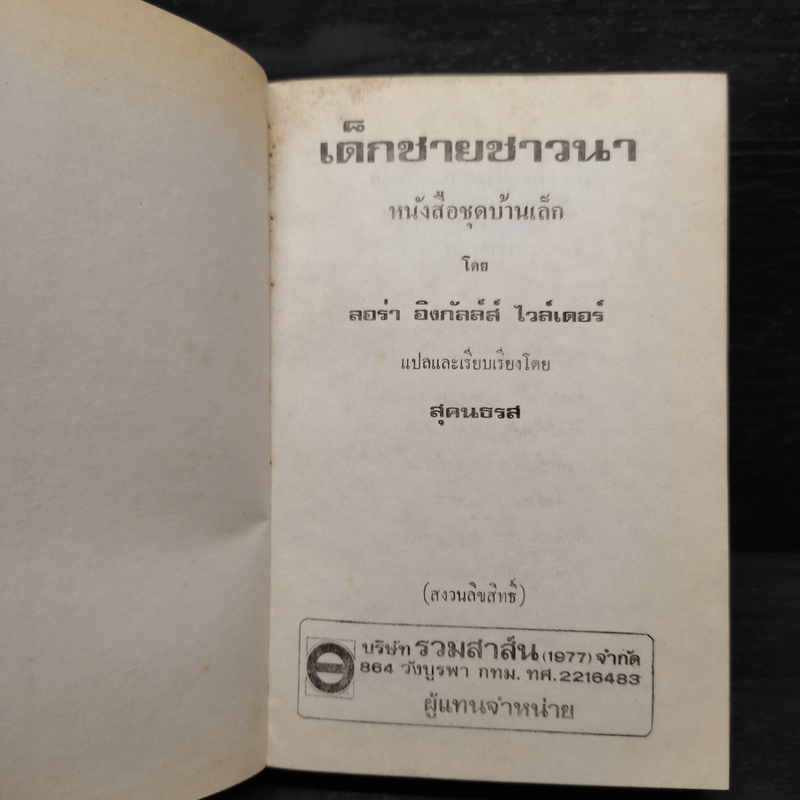 เด็กชายชาวนา
หนังสือชุดบ้านเล็ก
โดย
ลอร่า อิงกัลล์ส์ ไวล์เดอร์
แปลและเรียบเรียงโดย
สุคนธรส
(สงวนลิขสิทธิ์)
บริษัท รวมสาส์น (1977) จำกัด
864 วังบูรพา กทม. ทศ.2216483
ผู้แทนจำหน่าย